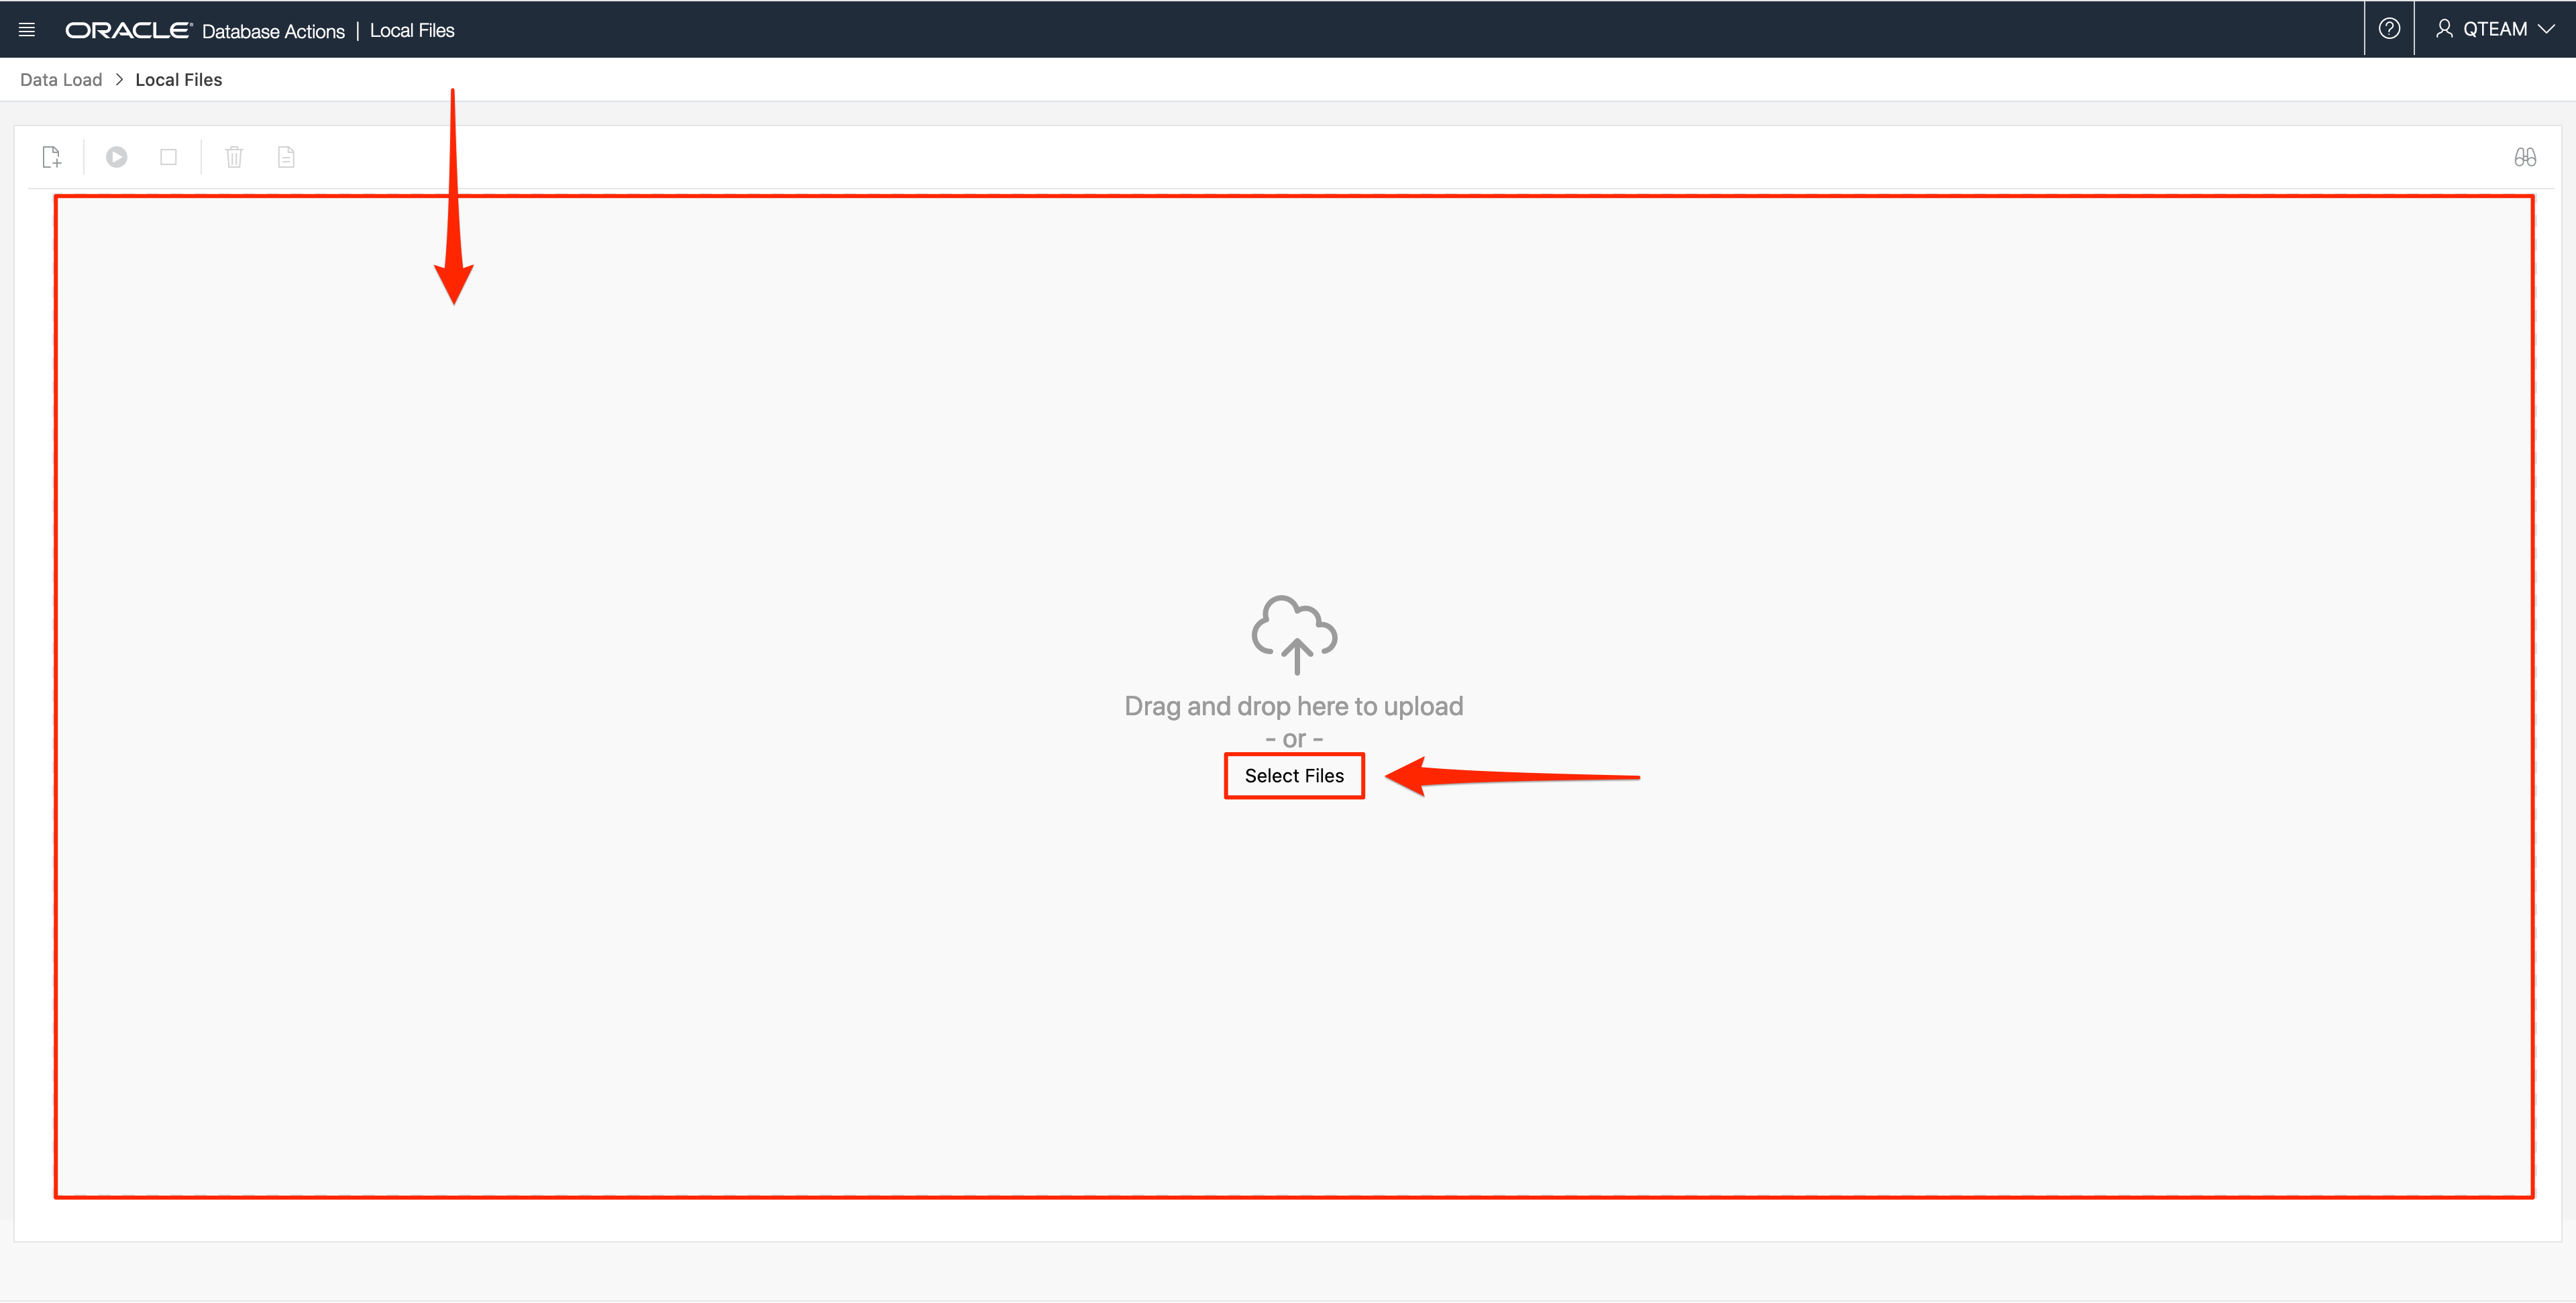 ORACLE® Database Actions | Local Files
QTEAM
Data Load > Local Files
Drag and drop here to upload
- or -
Select Files